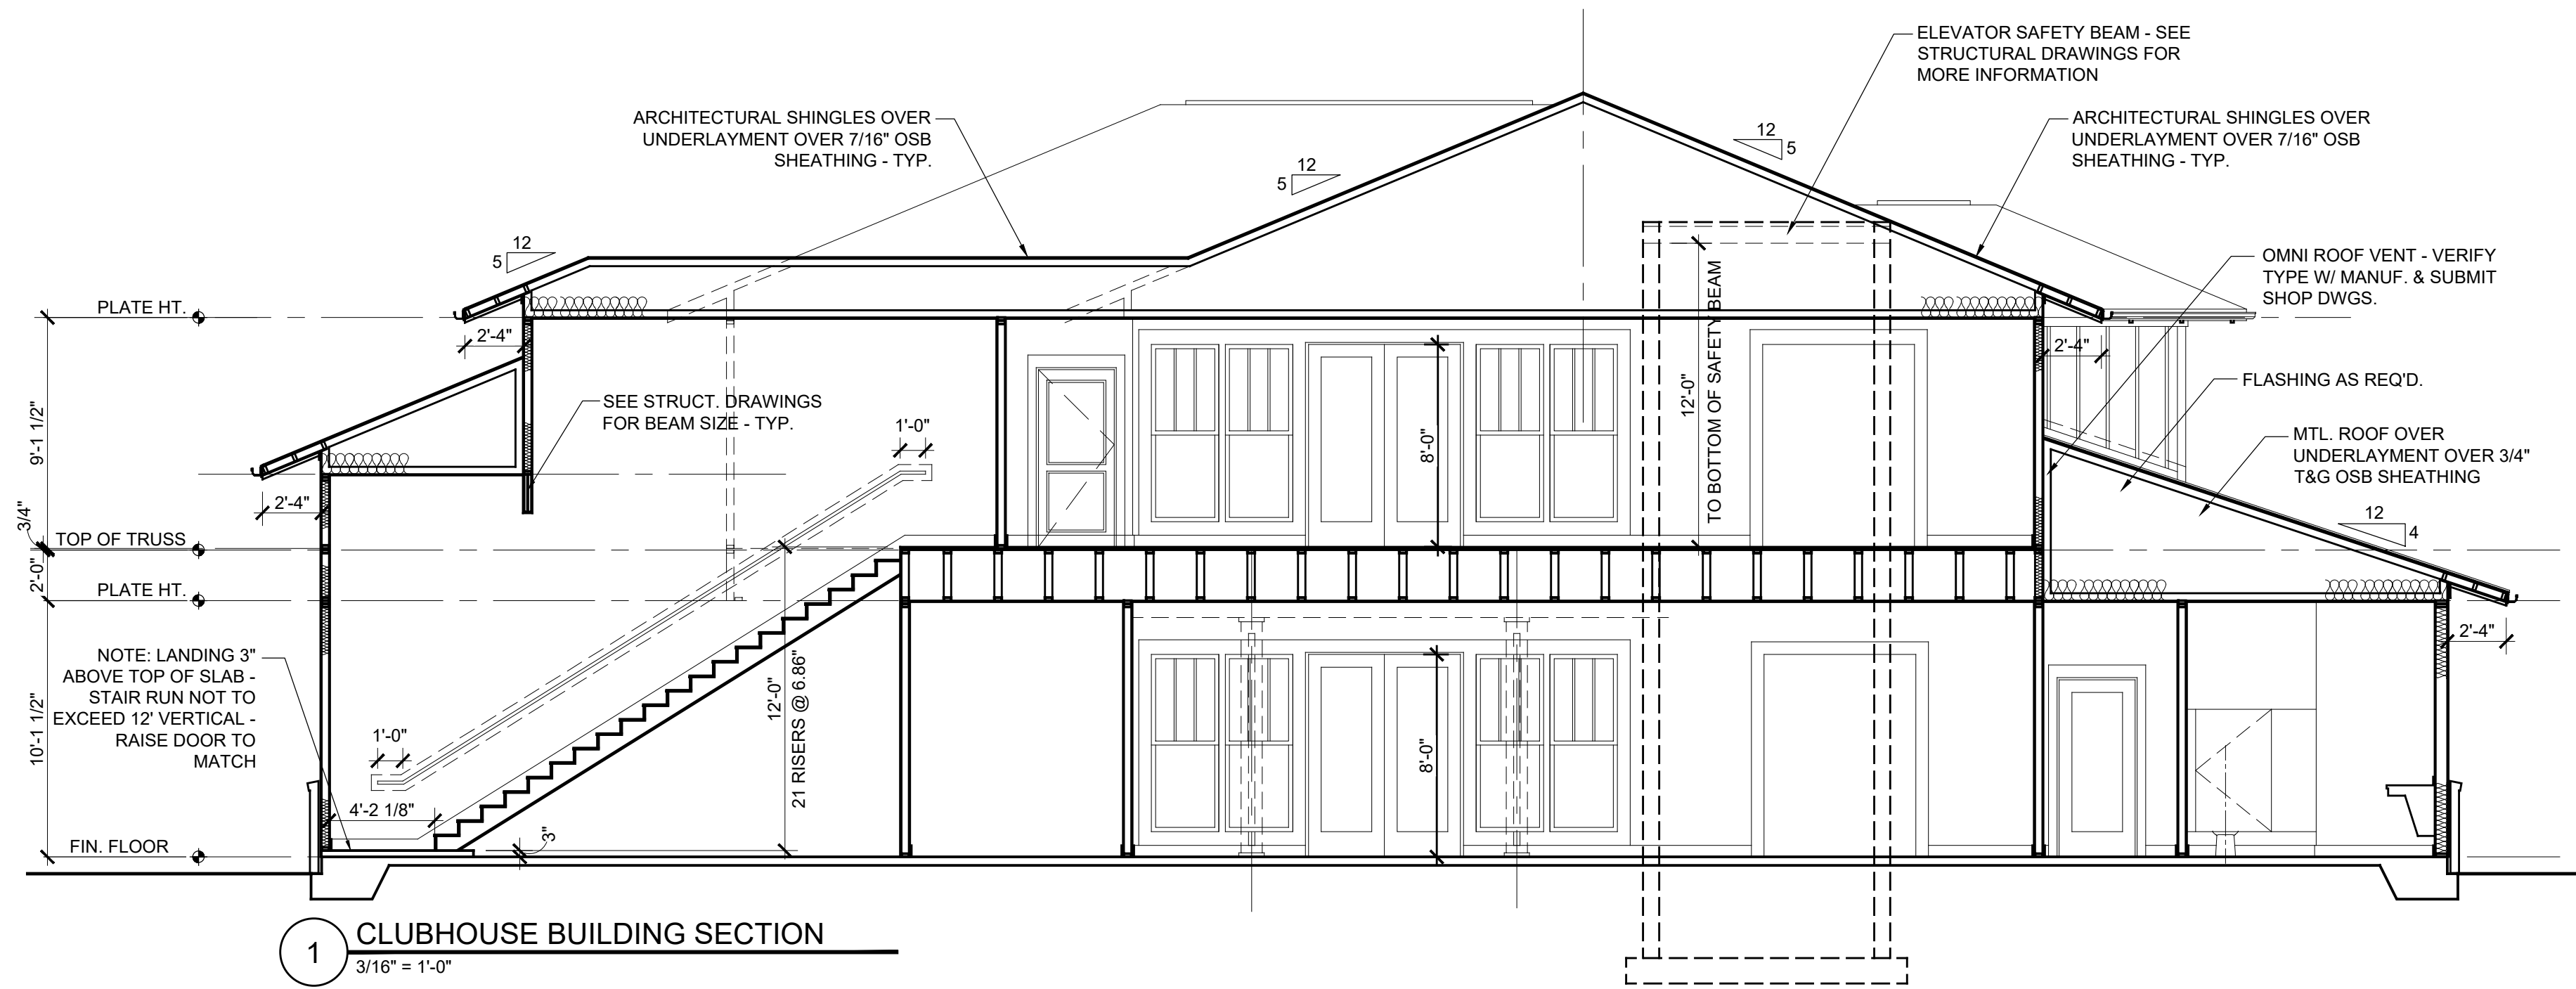 ELEVATOR SAFETY BEAM - SEE
STRUCTURAL DRAWINGS FOR
MORE INFORMATION
ARCHITECTURAL SHINGLES OVER
UNDERLAYMENT OVER 7/16" OSB
SHEATHING - TYP.
12
5
12
5
ARCHITECTURAL SHINGLES OVER
UNDERLAYMENT OVER 7/16" OSB
SHEATHING - TYP.
12
5
OMNI ROOF VENT - VERIFY
TYPE W/ MANUF. & SUBMIT
SHOP DWGS.
PLATE HT.
2'-4"
2'-4"
FLASHING AS REQ'D.
SEE STRUCT. DRAWINGS
FOR BEAM SIZE - TYP.
1'-0"
8'-0"
12'-0"
TO BOTTOM OF SAFETY BEAM
MTL. ROOF OVER
UNDERLAYMENT OVER 3/4"
T&G OSB SHEATHING
9'-1 1/2"
2'-4"
3/4"
TOP OF TRUSS
12
4
2'-0"
PLATE HT.
2'-4"
NOTE: LANDING 3"
ABOVE TOP OF SLAB -
STAIR RUN NOT TO
EXCEED 12' VERTICAL -
RAISE DOOR TO
MATCH
10'-1 1/2"
1'-0"
12'-0"
21 RISERS @ 6.86"
8'-0"
4'-2 1/8"
3"
FIN. FLOOR
1
CLUBHOUSE BUILDING SECTION
3/16" = 1'-0"